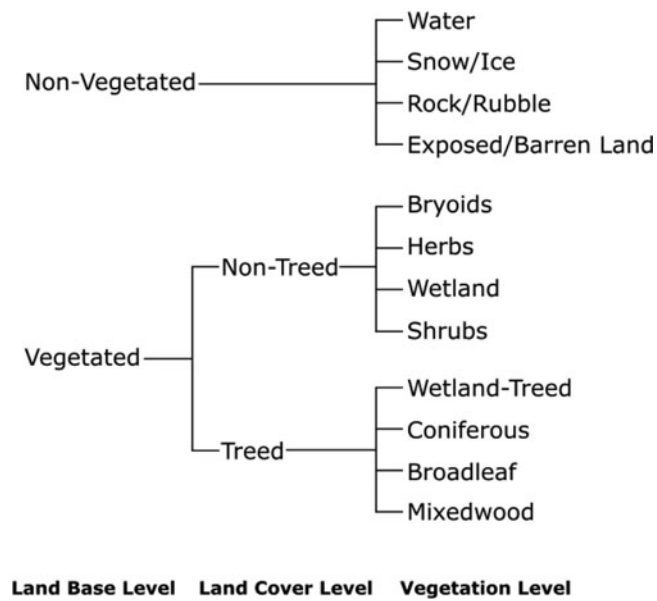 Water
Snow/Ice
Non-Vegetated
Rock/Rubble
Exposed/Barren Land
Bryoids
Herbs
Non-Treed
Wetland
Shrubs
Vegetated
Wetland-Treed
Coniferous
Treed
Broadleaf
Mixedwood
Land Base Level Land Cover Level Vegetation Level